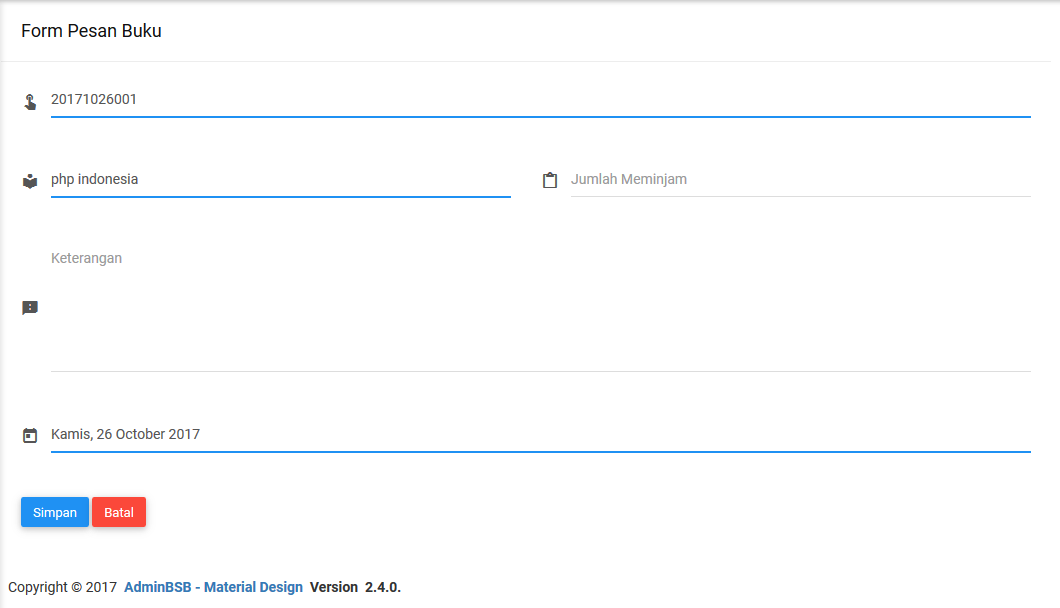 Form Pesan Buku
20171026001
php indonesia
Jumlah Meminjam
Keterangan
Kamis, 26 October 2017
Simpan Batal
Copyright © 2017 AdminBSB - Material Design Version 2.4.0.